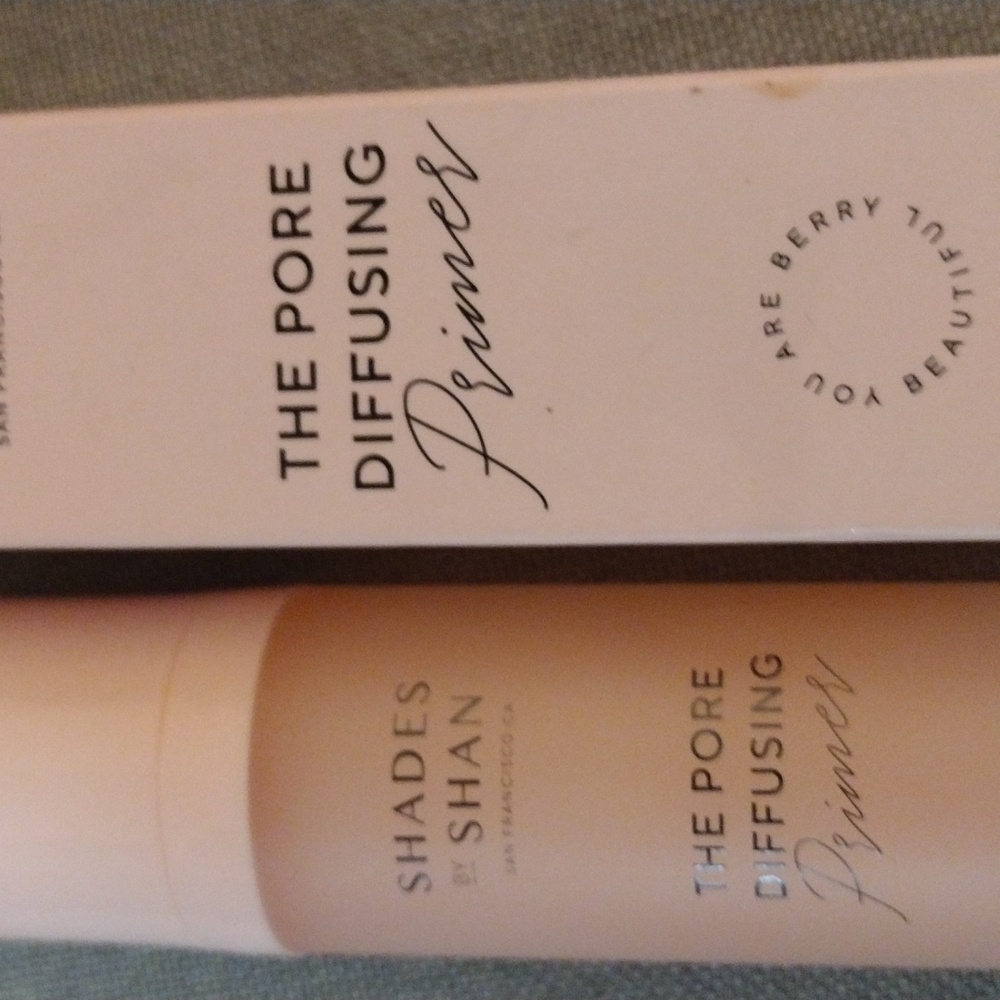 THE PORE
DIFFUSING
Primer
YOU ARE BERRY BEAUTIFUL
SHADES
BY SHAN
SAN FRANCISCO CA
THE PORE
DIFFUSING
Primer